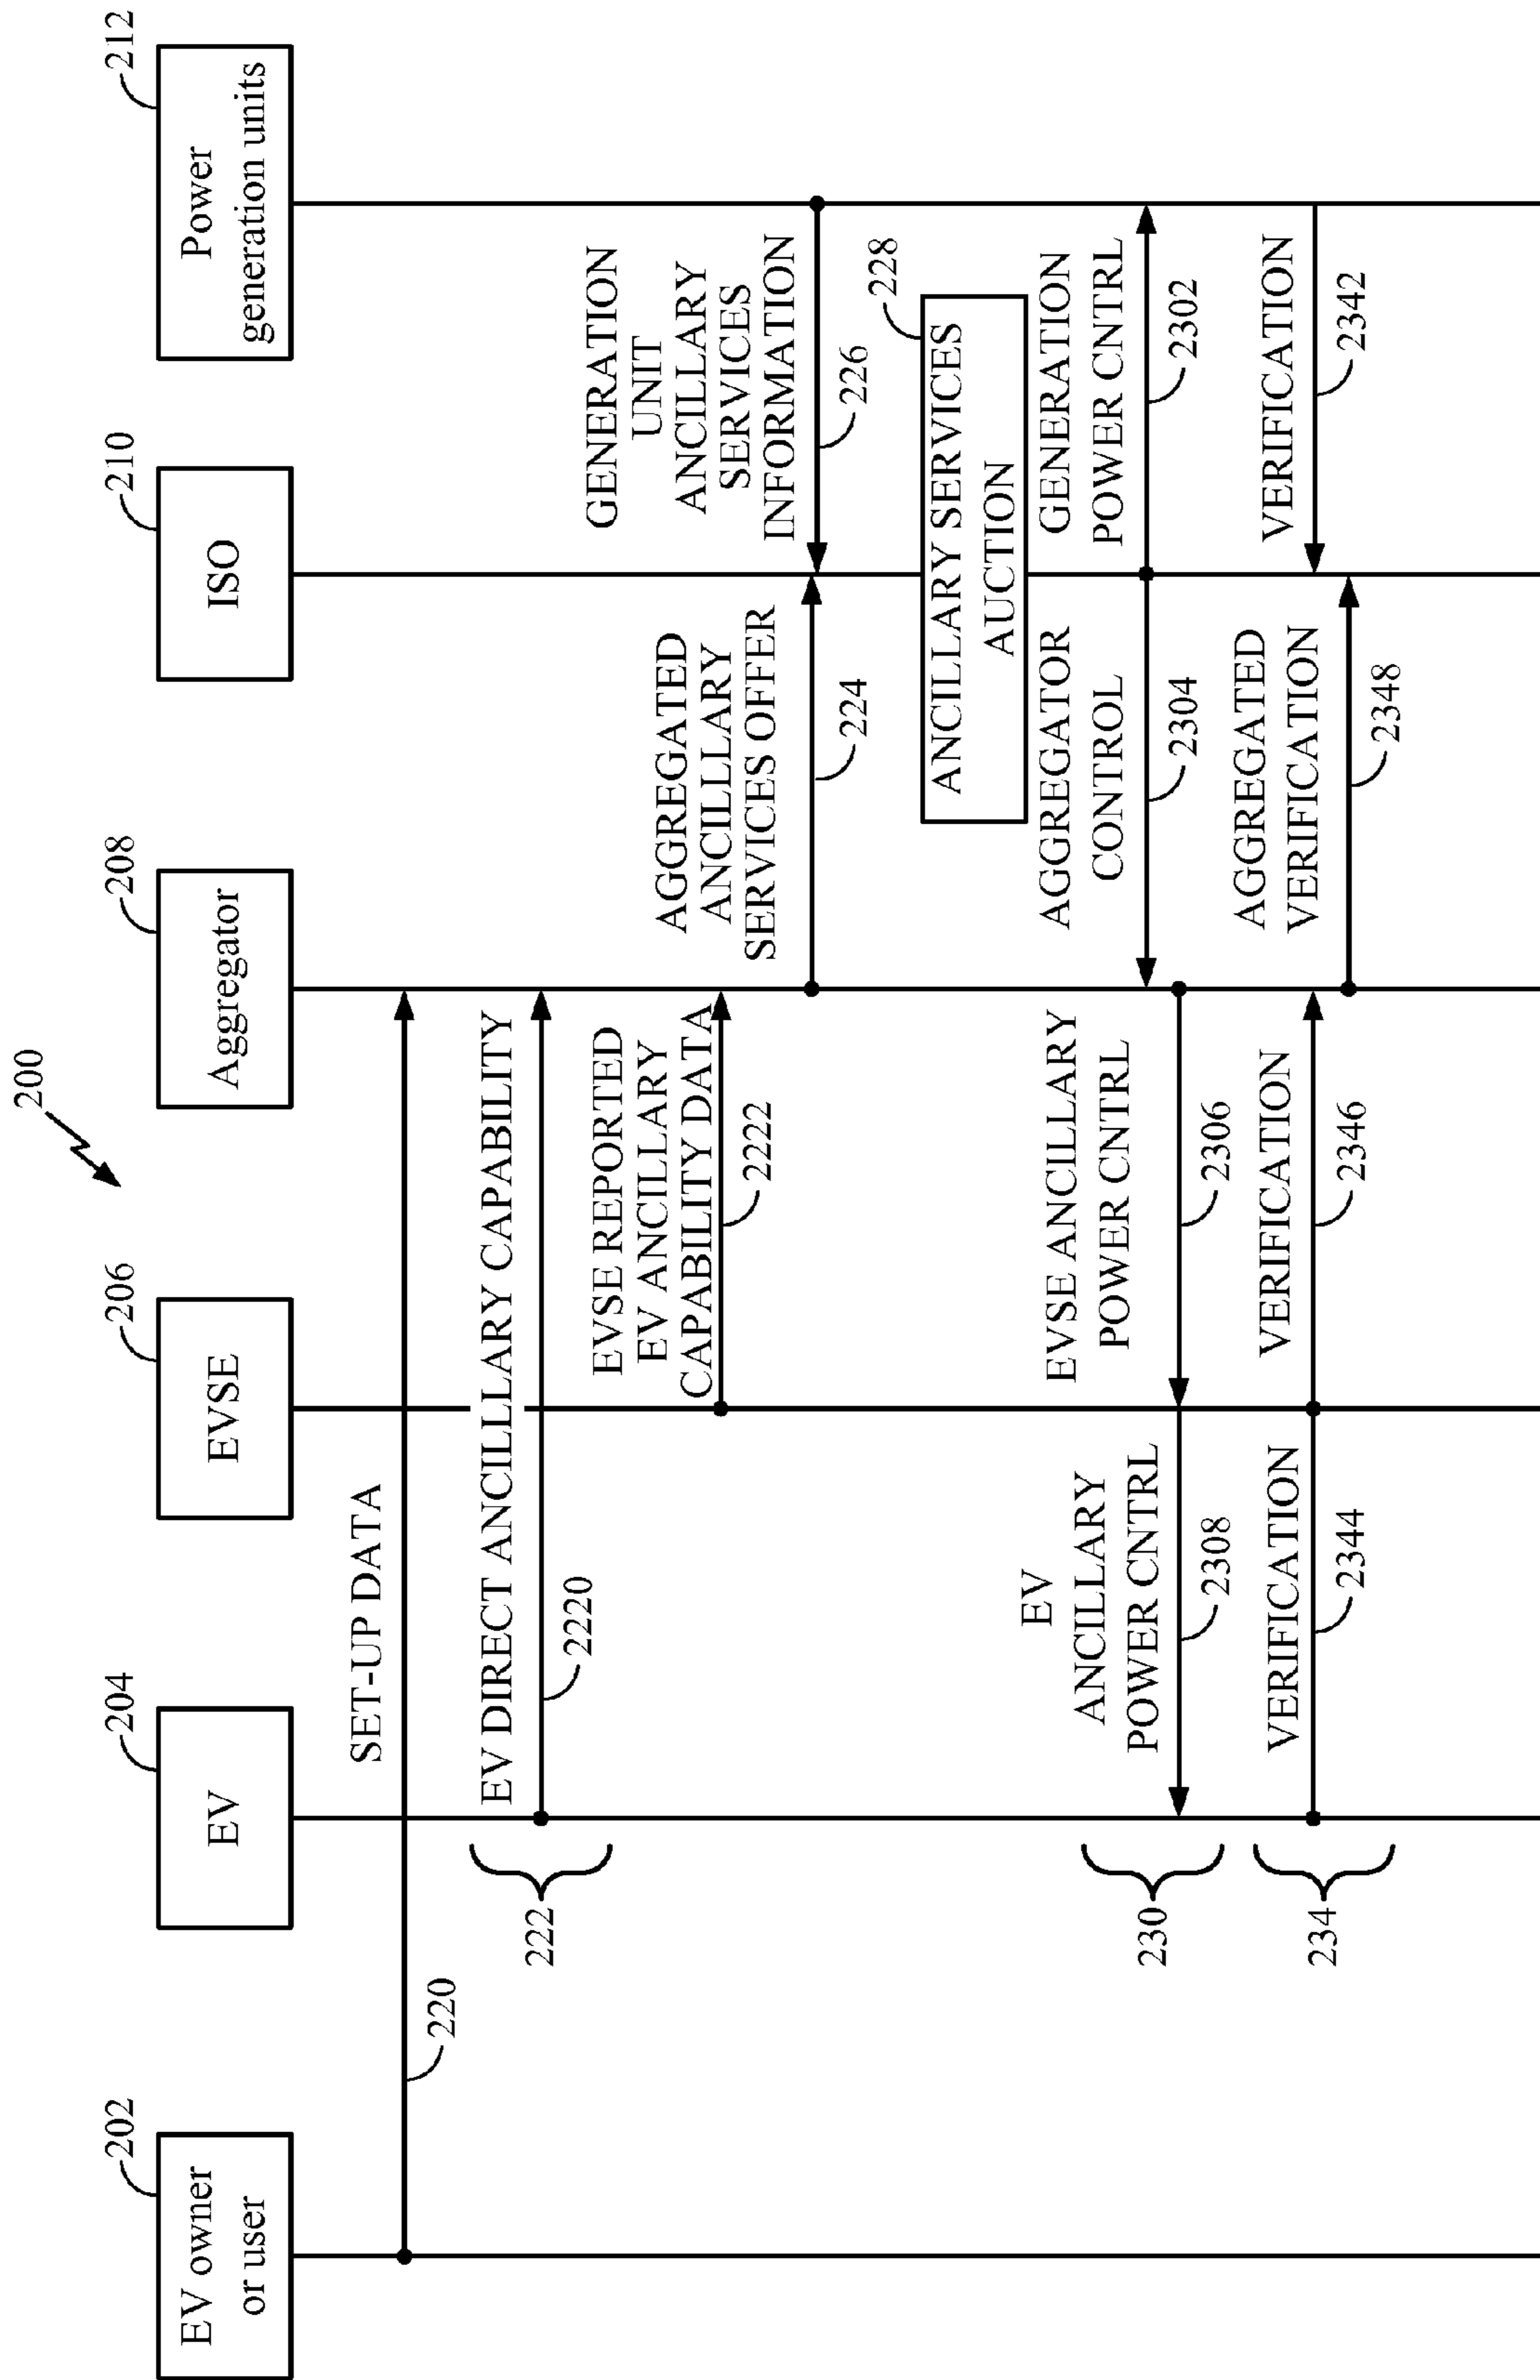 200
202
EV owner
or user
204
EV
206
EVSE
208
Aggregator
210
ISO
212
Power
generation units
SET-UP DATA
220
EV DIRECT ANCILLARY CAPABILITY
222
2220
EVSE REPORTED
EV ANCILLARY
CAPABILITY DATA
2222
AGGREGATED
ANCILLARY
SERVICES OFFER
224
GENERATION
UNIT
ANCILLARY
SERVICES
INFORMATION
226
228
ANCILLARY SERVICES
AUCTION
230
EV
ANCILLARY
POWER CNTRL
2308
EVSE ANCILLARY
POWER CNTRL
2306
AGGREGATOR
CONTROL
2304
GENERATION
POWER CNTRL
2302
234
VERIFICATION
2344
VERIFICATION
2346
AGGREGATED
VERIFICATION
2348
VERIFICATION
2342